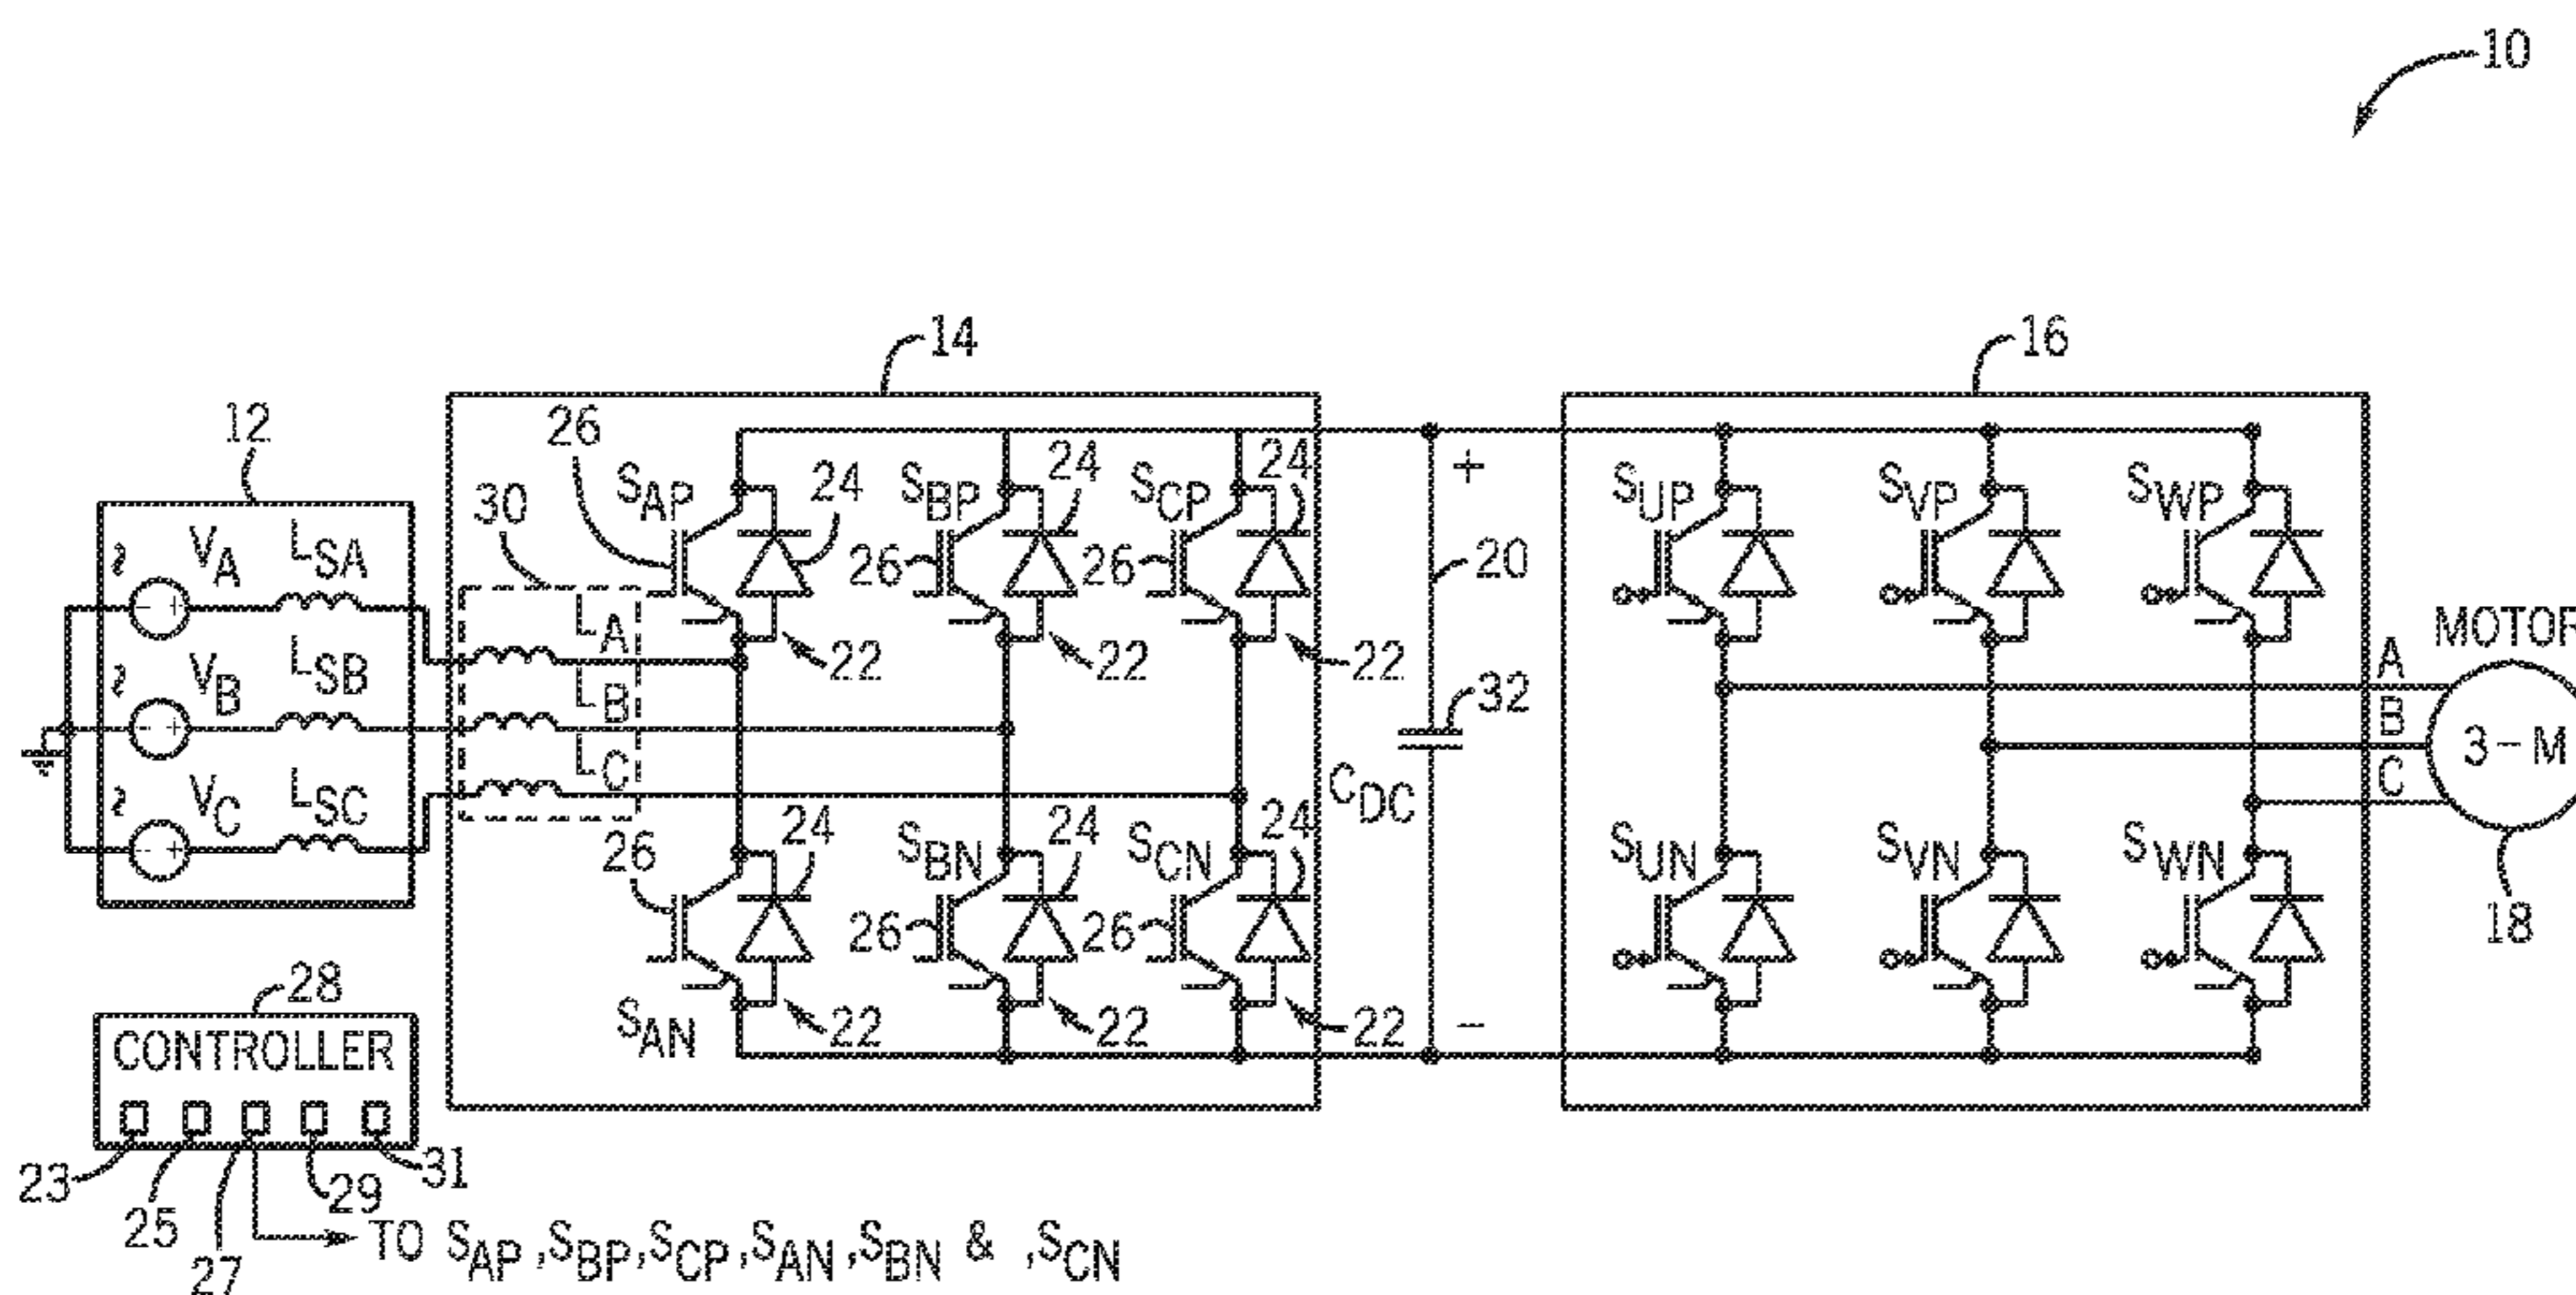 10
14
16
12
26
S_AP
24
S_BP
24
S_CP
24
S_UP
S_VP
S_WP
30
+
V_A
L_SA
26
26
20
L_A
22
22
22
MOTOR
V_B
L_SB
L_B
32
A
B
3-M
C
V_C
L_SC
L_C
C_DC
26
24
S_BN
24
S_CN
24
S_UN
S_VN
S_WN
26
26
18
28
CONTROLLER
S_AN
22
22
22
-
23
25
27
29
31
TO S_AP ,S_BP,S_CP,S_AN ,S_BN & ,S_CN